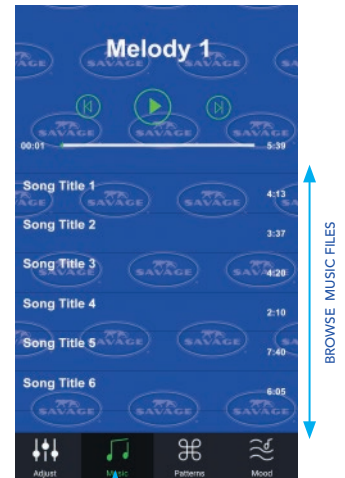 Melody 1
00:01 5:39
Song Title 1 4:13
Song Title 2 3:37
Song Title 3 4:20
Song Title 4 2:10
Song Title 5 7:40
Song Title 6 6:05
Adjust Music Patterns Mood
BROWSE MUSIC FILES
SAVAGE